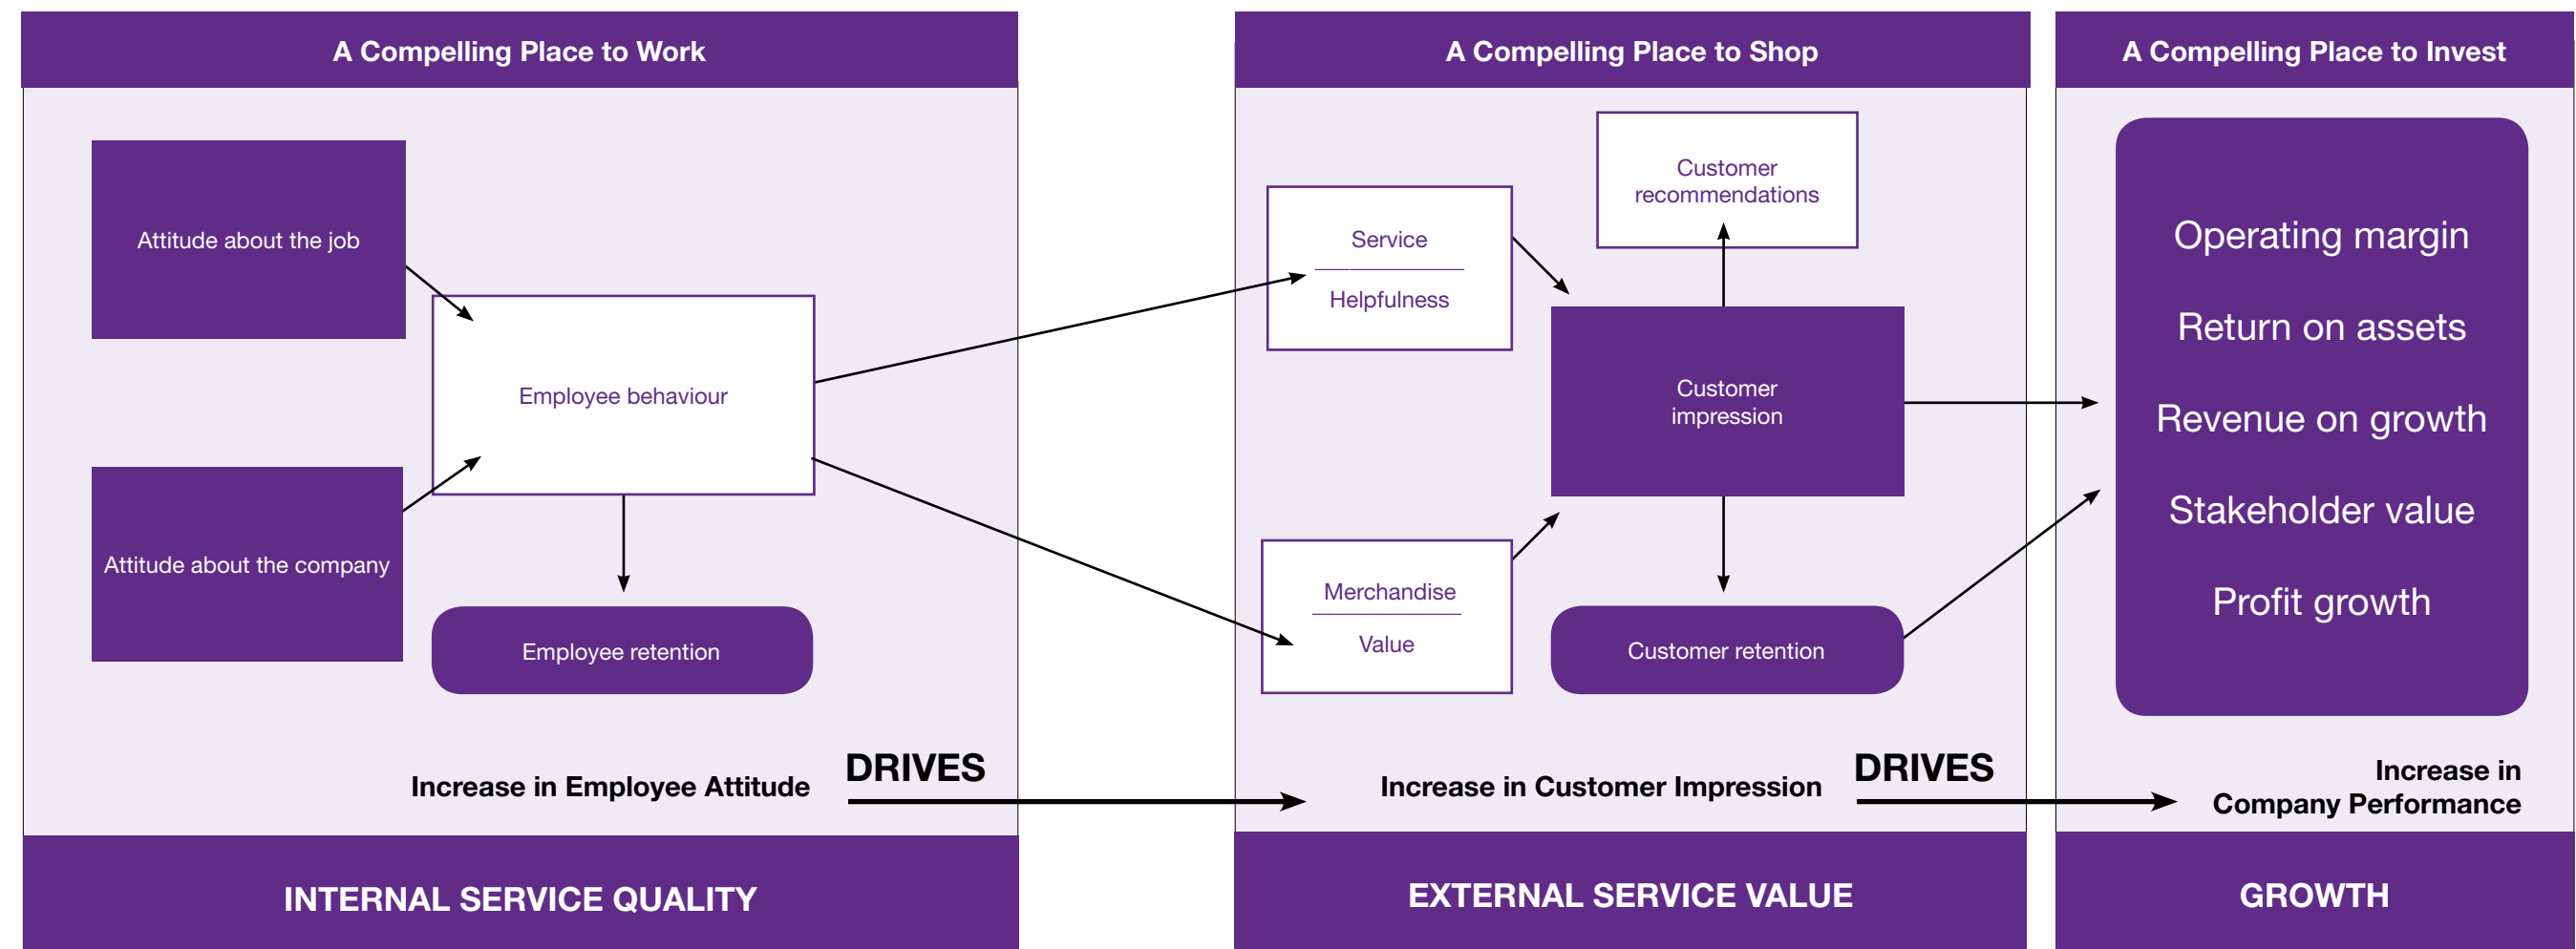 A Compelling Place to Work
Attitude about the job
Attitude about the company
Employee behaviour
Employee retention
Increase in Employee Attitude
DRIVES
INTERNAL SERVICE QUALITY
A Compelling Place to Shop
Service
Helpfulness
Merchandise
Value
Customer
recommendations
Customer
impression
Customer retention
Increase in Customer Impression
DRIVES
EXTERNAL SERVICE VALUE
A Compelling Place to Invest
Operating margin
Return on assets
Revenue on growth
Stakeholder value
Profit growth
Increase in
Company Performance
GROWTH